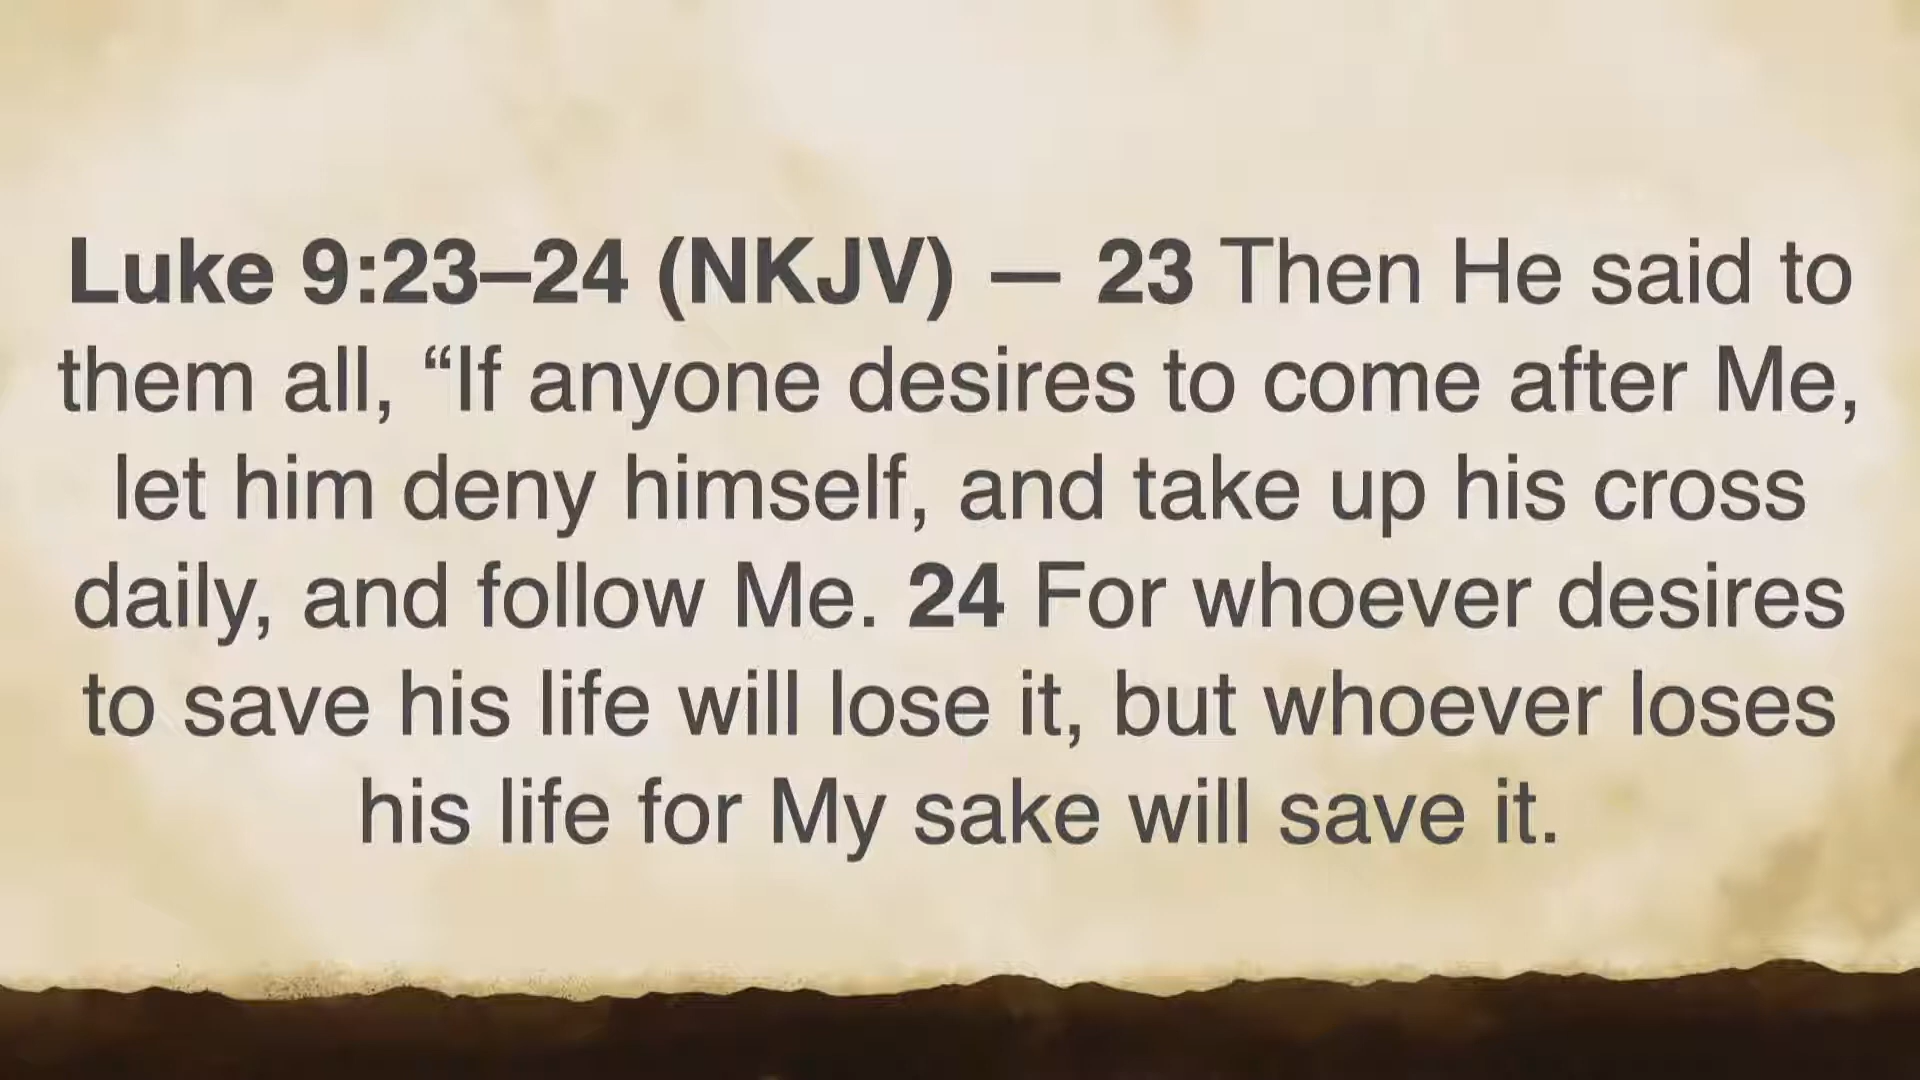 Luke 9:23–24 (NKJV) — 23 Then He said to
them all, “If anyone desires to come after Me,
let him deny himself, and take up his cross
daily, and follow Me. 24 For whoever desires
to save his life will lose it, but whoever loses
his life for My sake will save it.